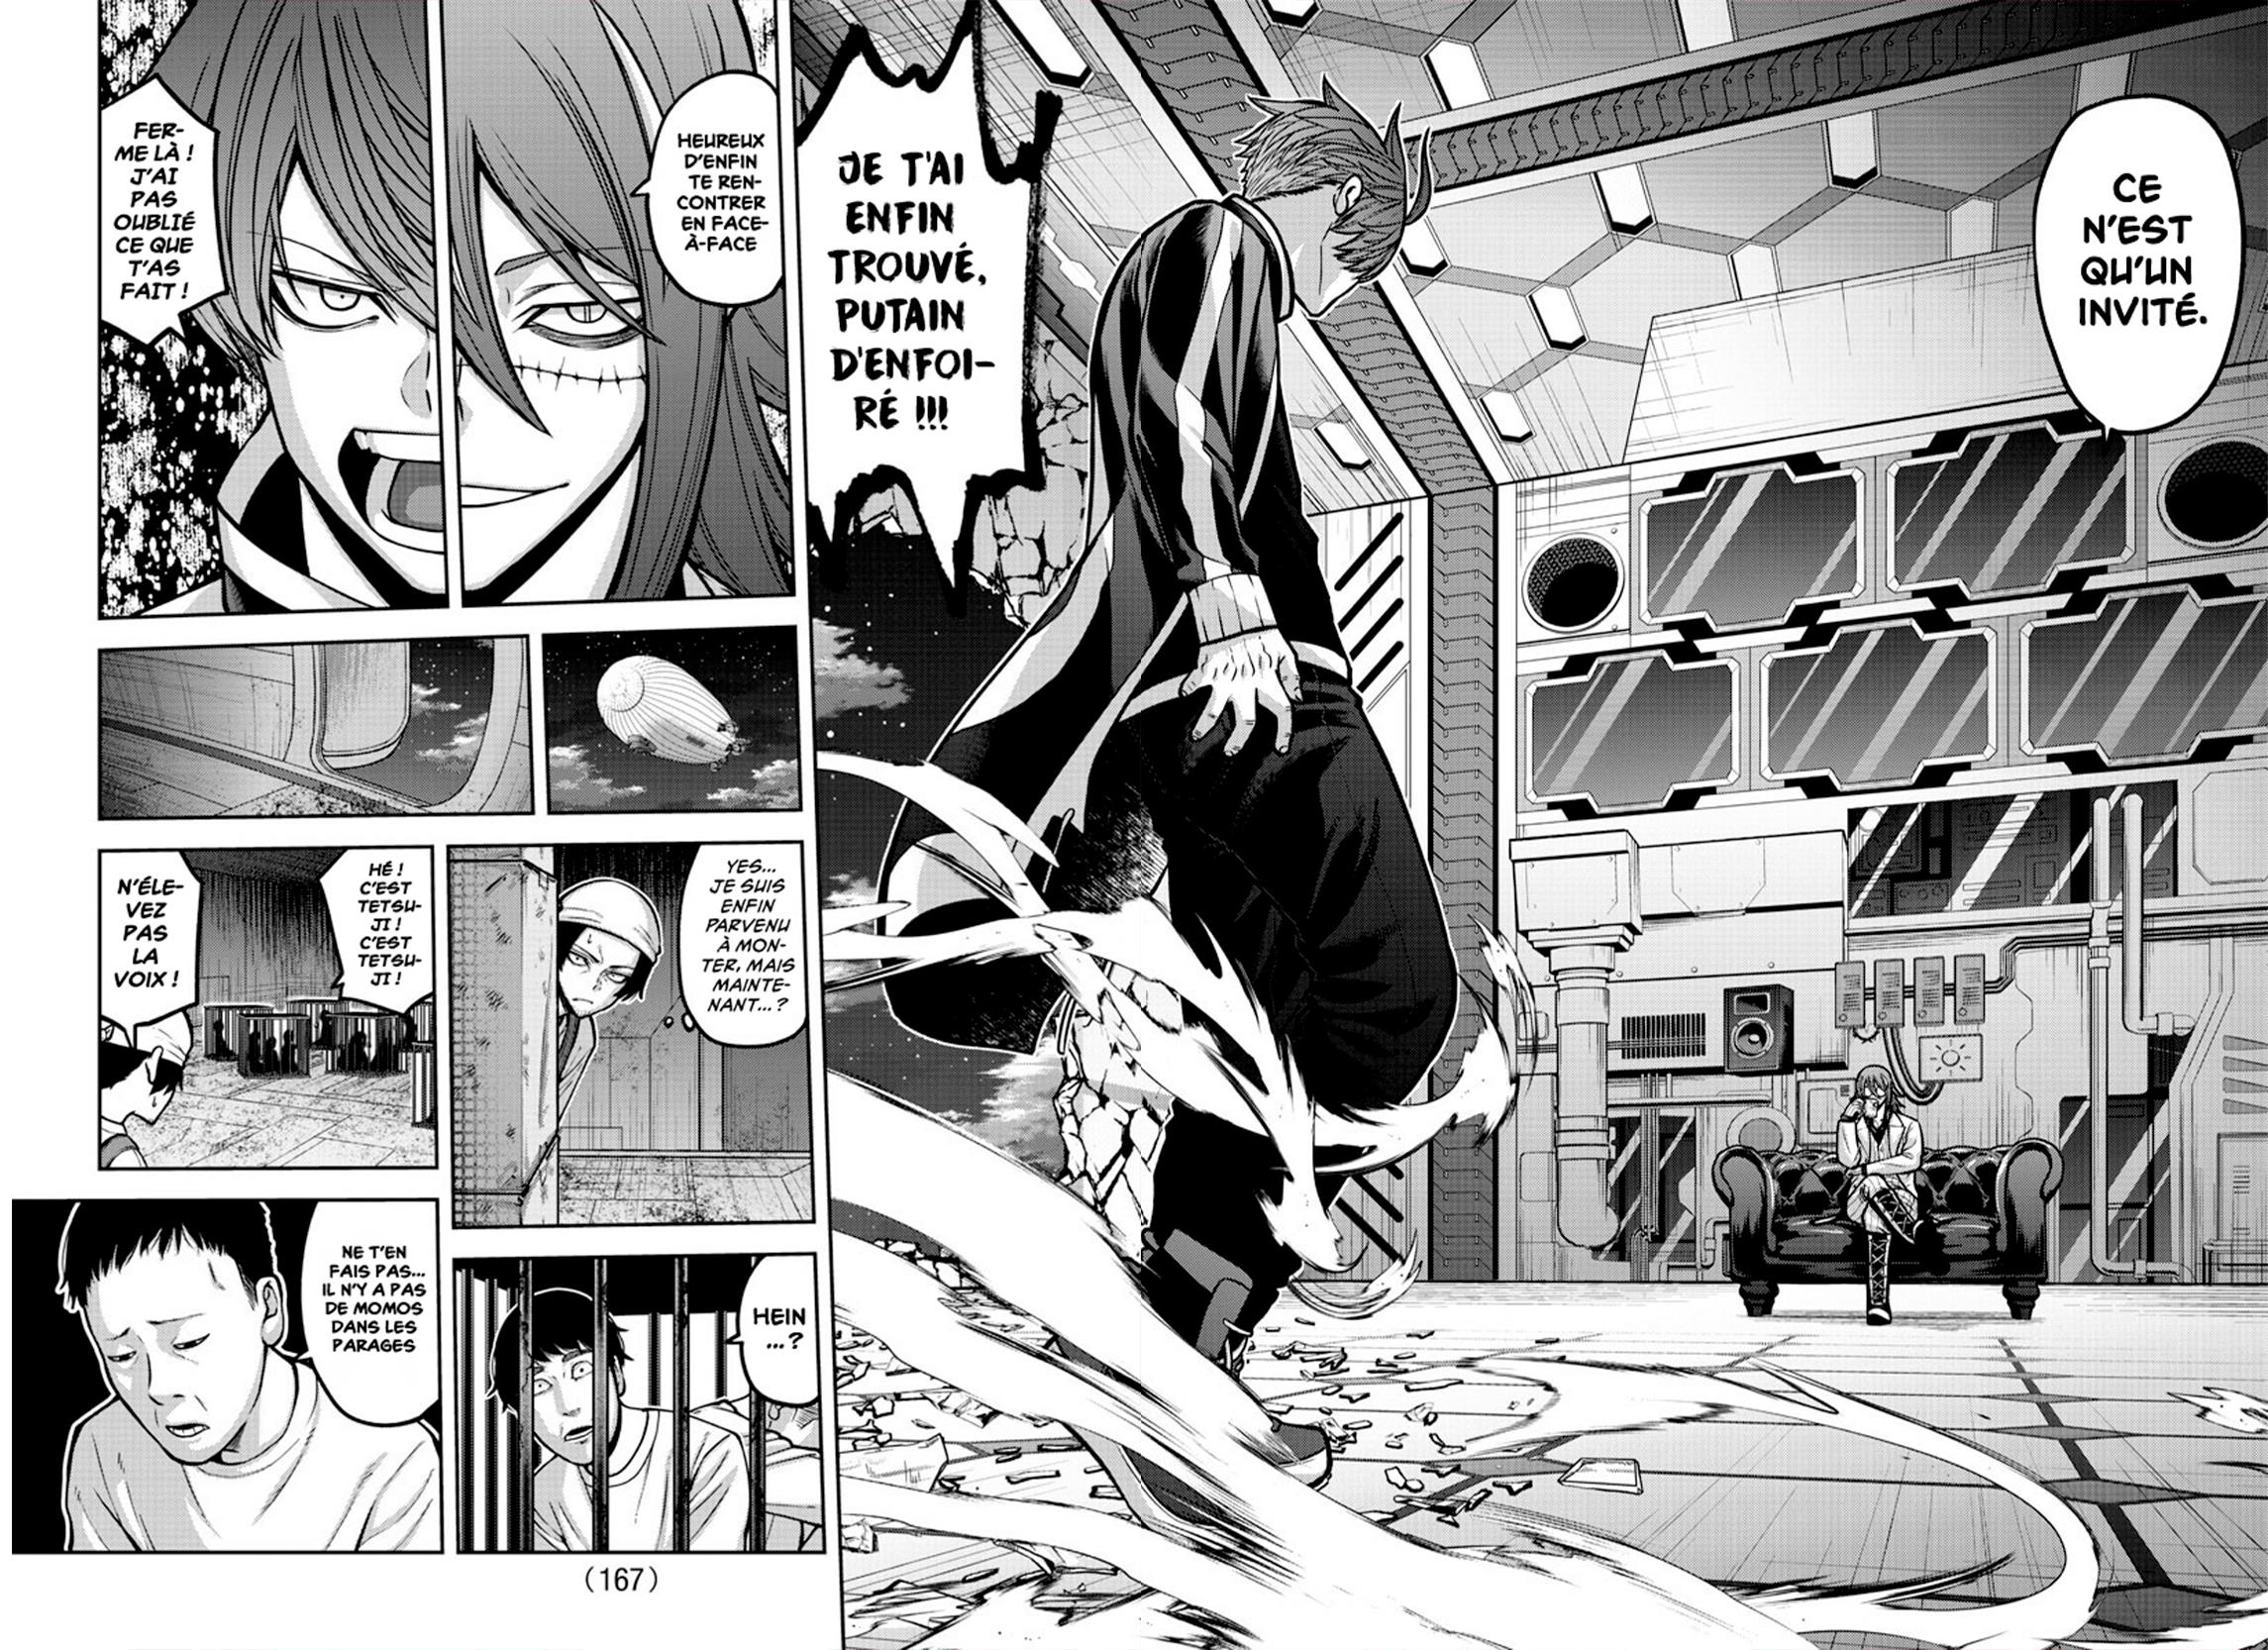 CE
N'EST
QU'UN
INVITÉ.
JE T'AI
ENFIN
TROUVÉ,
PUTAIN
D'ENFOI-
RÉ !!!
HEUREUX
D'ENFIN
TE REN-
CONTRER
EN FACE-
À-FACE
FER-
ME LÀ !
J'AI
PAS
OUBLIÉ
CE QUE
T'AS
FAIT !
YES...
JE SUIS
ENFIN
PARVENU
À MON-
TER, MAIS
MAINTE-
NANT...?
HÉ !
C'EST
TETSU-
JI !
C'EST
TETSU-
JI !
N'ÉLE-
VEZ
PAS
LA
VOIX !
HEIN
...?
NE T'EN
FAIS PAS...
IL N'Y A PAS
DE MOMOS
DANS LES
PARAGES
(167)